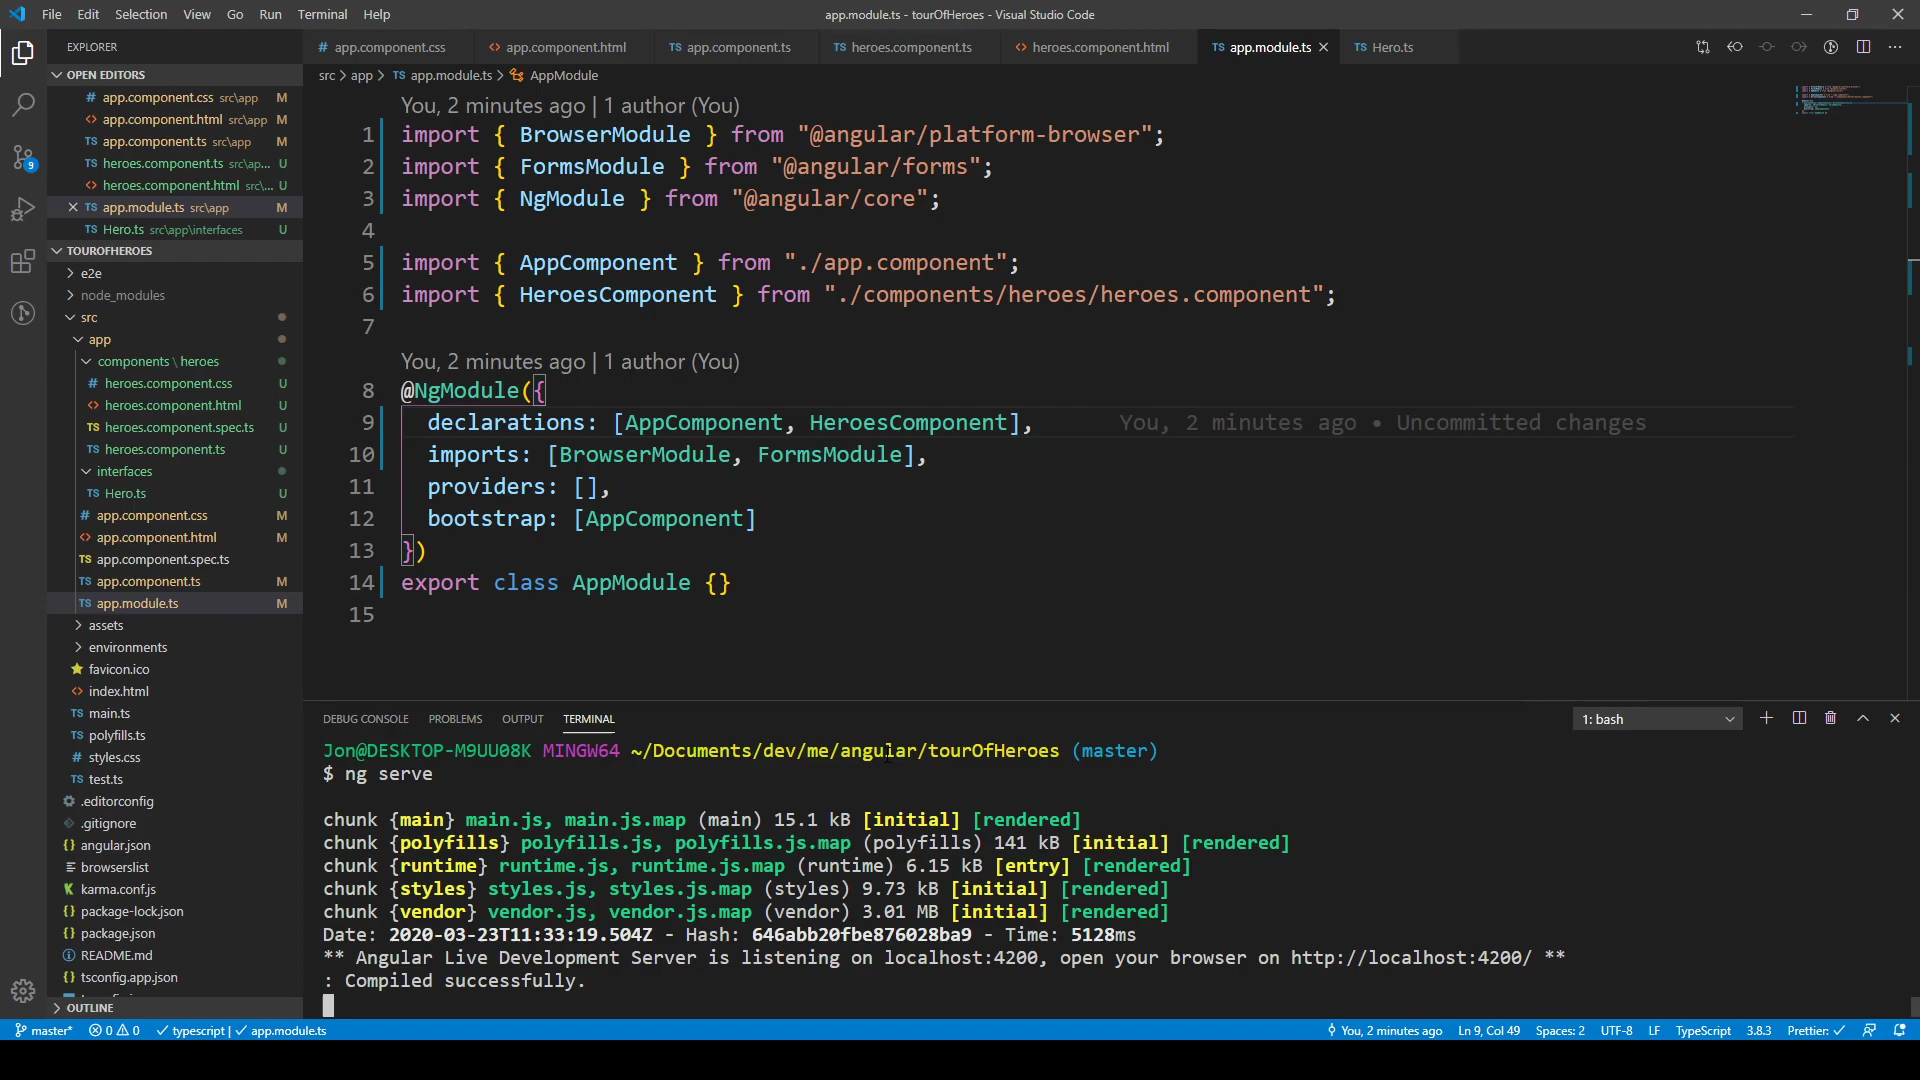 File Edit Selection View Go Run Terminal Help
app.module.ts - tourOfHeroes - Visual Studio Code
EXPLORER
OPEN EDITORS
# app.component.css src\app M
<> app.component.html src\app M
TS app.component.ts src\app M
TS heroes.component.ts src\ap... U
<> heroes.component.html src\... U
TS app.module.ts src\app M
TS Hero.ts src\app\interfaces U
TOUROFHEROES
e2e
node_modules
src
app
components \ heroes
# heroes.component.css U
<> heroes.component.html U
TS heroes.component.spec.ts U
TS heroes.component.ts U
interfaces
TS Hero.ts U
# app.component.css M
<> app.component.html M
TS app.component.spec.ts
TS app.component.ts M
TS app.module.ts M
assets
environments
favicon.ico
<> index.html
TS main.ts
TS polyfills.ts
# styles.css
TS test.ts
.editorconfig
.gitignore
{} angular.json
browserslist
karma.conf.js
{} package-lock.json
{} package.json
README.md
{} tsconfig.app.json
OUTLINE
9
# app.component.css <> app.component.html TS app.component.ts TS heroes.component.ts <> heroes.component.html TS app.module.ts TS Hero.ts
src > app > TS app.module.ts > AppModule
You, 2 minutes ago | 1 author (You)
1 import { BrowserModule } from "@angular/platform-browser";
2 import { FormsModule } from "@angular/forms";
3 import { NgModule } from "@angular/core";
4
5 import { AppComponent } from "./app.component";
6 import { HeroesComponent } from "./components/heroes/heroes.component";
7
You, 2 minutes ago | 1 author (You)
8 @NgModule({
9 declarations: [AppComponent, HeroesComponent], You, 2 minutes ago • Uncommitted changes
10 imports: [BrowserModule, FormsModule],
11 providers: [],
12 bootstrap: [AppComponent]
13 })
14 export class AppModule {}
15
DEBUG CONSOLE PROBLEMS OUTPUT TERMINAL
1: bash
Jon@DESKTOP-M9UU08K MINGW64 ~/Documents/dev/me/angular/tourOfHeroes (master)
$ ng serve
chunk {main} main.js, main.js.map (main) 15.1 kB [initial] [rendered]
chunk {polyfills} polyfills.js, polyfills.js.map (polyfills) 141 kB [initial] [rendered]
chunk {runtime} runtime.js, runtime.js.map (runtime) 6.15 kB [entry] [rendered]
chunk {styles} styles.js, styles.js.map (styles) 9.73 kB [initial] [rendered]
chunk {vendor} vendor.js, vendor.js.map (vendor) 3.01 MB [initial] [rendered]
Date: 2020-03-23T11:33:19.504Z - Hash: 646abb20fbe876028ba9 - Time: 5128ms
** Angular Live Development Server is listening on localhost:4200, open your browser on http://localhost:4200/ **
: Compiled successfully.
master* 0 0 typescript | app.module.ts
You, 2 minutes ago Ln 9, Col 49 Spaces: 2 UTF-8 LF TypeScript 3.8.3 Prettier: